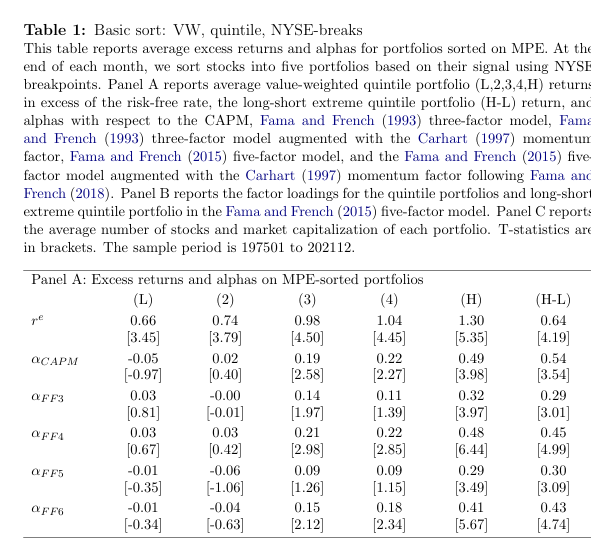 Table 1: Basic sort: VW, quintile, NYSE-breaks
This table reports average excess returns and alphas for portfolios sorted on MPE. At the
end of each month, we sort stocks into five portfolios based on their signal using NYSE
breakpoints. Panel A reports average value-weighted quintile portfolio (L,2,3,4,H) returns
in excess of the risk-free rate, the long-short extreme quintile portfolio (H-L) return, and
alphas with respect to the CAPM, Fama and French (1993) three-factor model, Fama
and French (1993) three-factor model augmented with the Carhart (1997) momentum
factor, Fama and French (2015) five-factor model, and the Fama and French (2015) five-
factor model augmented with the Carhart (1997) momentum factor following Fama and
French (2018). Panel B reports the factor loadings for the quintile portfolios and long-short
extreme quintile portfolio in the Fama and French (2015) five-factor model. Panel C reports
the average number of stocks and market capitalization of each portfolio. T-statistics are
in brackets. The sample period is 197501 to 202112.
Panel A: Excess returns and alphas on MPE-sorted portfolios
(L) (2) (3) (4) (H) (H-L)
r^e 0.66 0.74 0.98 1.04 1.30 0.64
[3.45] [3.79] [4.50] [4.45] [5.35] [4.19]
α_CAPM -0.05 0.02 0.19 0.22 0.49 0.54
[-0.97] [0.40] [2.58] [2.27] [3.98] [3.54]
α_FF3 0.03 -0.00 0.14 0.11 0.32 0.29
[0.81] [-0.01] [1.97] [1.39] [3.97] [3.01]
α_FF4 0.03 0.03 0.21 0.22 0.48 0.45
[0.67] [0.42] [2.98] [2.85] [6.44] [4.99]
α_FF5 -0.01 -0.06 0.09 0.09 0.29 0.30
[-0.35] [-1.06] [1.26] [1.15] [3.49] [3.09]
α_FF6 -0.01 -0.04 0.15 0.18 0.41 0.43
[-0.34] [-0.63] [2.12] [2.34] [5.67] [4.74]